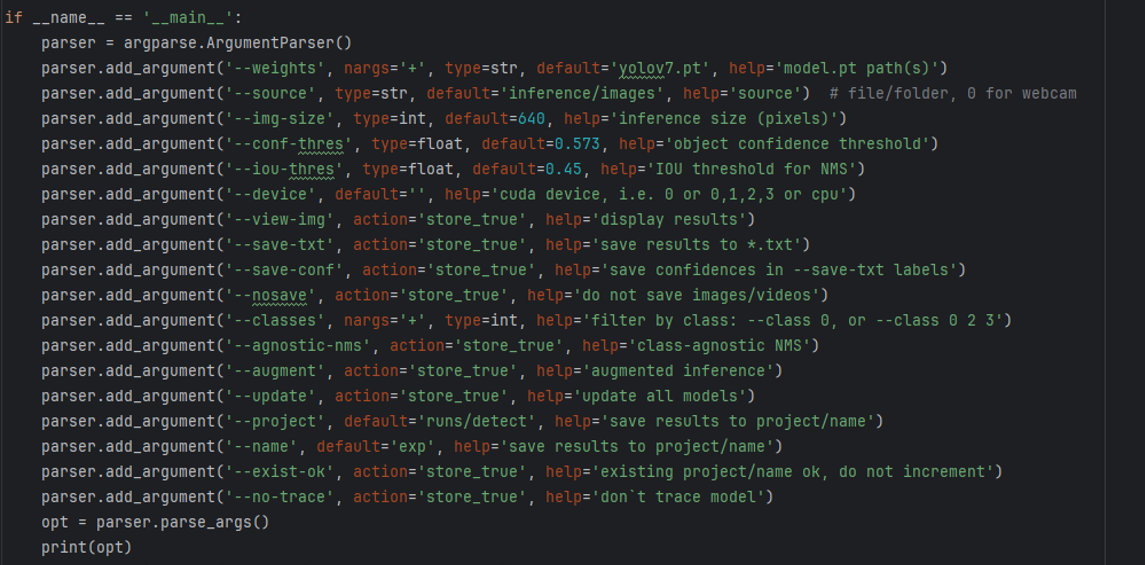 if __name__ == '__main__':
    parser = argparse.ArgumentParser()
    parser.add_argument('--weights', nargs='+', type=str, default='yolov7.pt', help='model.pt path(s)')
    parser.add_argument('--source', type=str, default='inference/images', help='source')  # file/folder, 0 for webcam
    parser.add_argument('--img-size', type=int, default=640, help='inference size (pixels)')
    parser.add_argument('--conf-thres', type=float, default=0.573, help='object confidence threshold')
    parser.add_argument('--iou-thres', type=float, default=0.45, help='IOU threshold for NMS')
    parser.add_argument('--device', default='', help='cuda device, i.e. 0 or 0,1,2,3 or cpu')
    parser.add_argument('--view-img', action='store_true', help='display results')
    parser.add_argument('--save-txt', action='store_true', help='save results to *.txt')
    parser.add_argument('--save-conf', action='store_true', help='save confidences in --save-txt labels')
    parser.add_argument('--nosave', action='store_true', help='do not save images/videos')
    parser.add_argument('--classes', nargs='+', type=int, help='filter by class: --class 0, or --class 0 2 3')
    parser.add_argument('--agnostic-nms', action='store_true', help='class-agnostic NMS')
    parser.add_argument('--augment', action='store_true', help='augmented inference')
    parser.add_argument('--update', action='store_true', help='update all models')
    parser.add_argument('--project', default='runs/detect', help='save results to project/name')
    parser.add_argument('--name', default='exp', help='save results to project/name')
    parser.add_argument('--exist-ok', action='store_true', help='existing project/name ok, do not increment')
    parser.add_argument('--no-trace', action='store_true', help='don`t trace model')
    opt = parser.parse_args()
    print(opt)